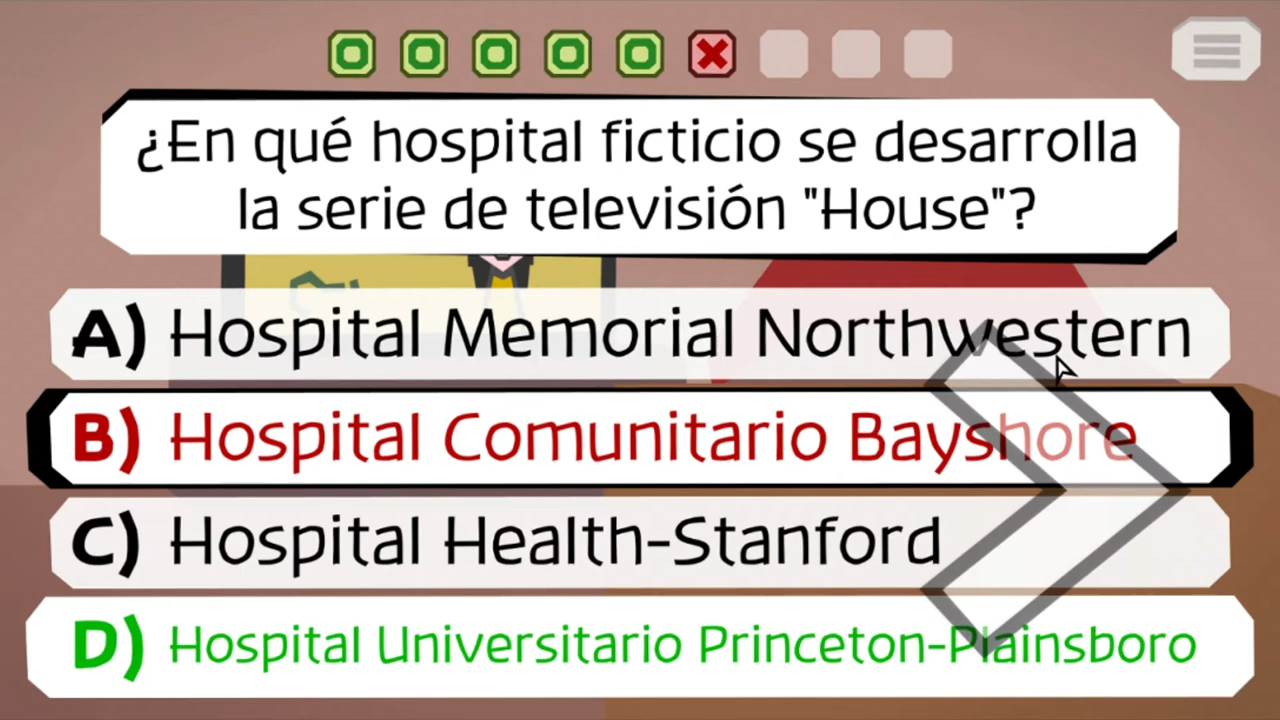 ¿En qué hospital ficticio se desarrolla
la serie de televisión "House"?
A) Hospital Memorial Northwestern
B) Hospital Comunitario Bayshore
C) Hospital Health-Stanford
D) Hospital Universitario Princeton-Plainsboro